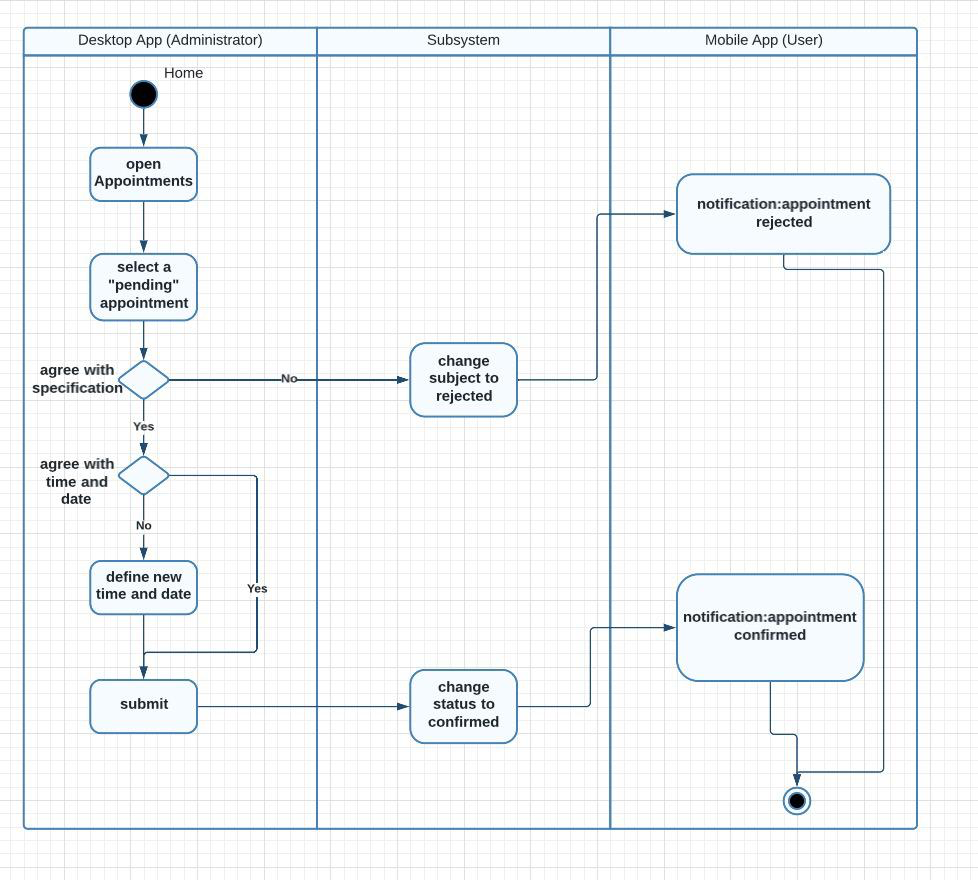 Desktop App (Administrator)
Subsystem
Mobile App (User)
Home
open
Appointments
select a
"pending"
appointment
agree with
specification
No
Yes
agree with
time and
date
No
Yes
define new
time and date
submit
change
subject to
rejected
change
status to
confirmed
notification:appointment
rejected
notification:appointment
confirmed